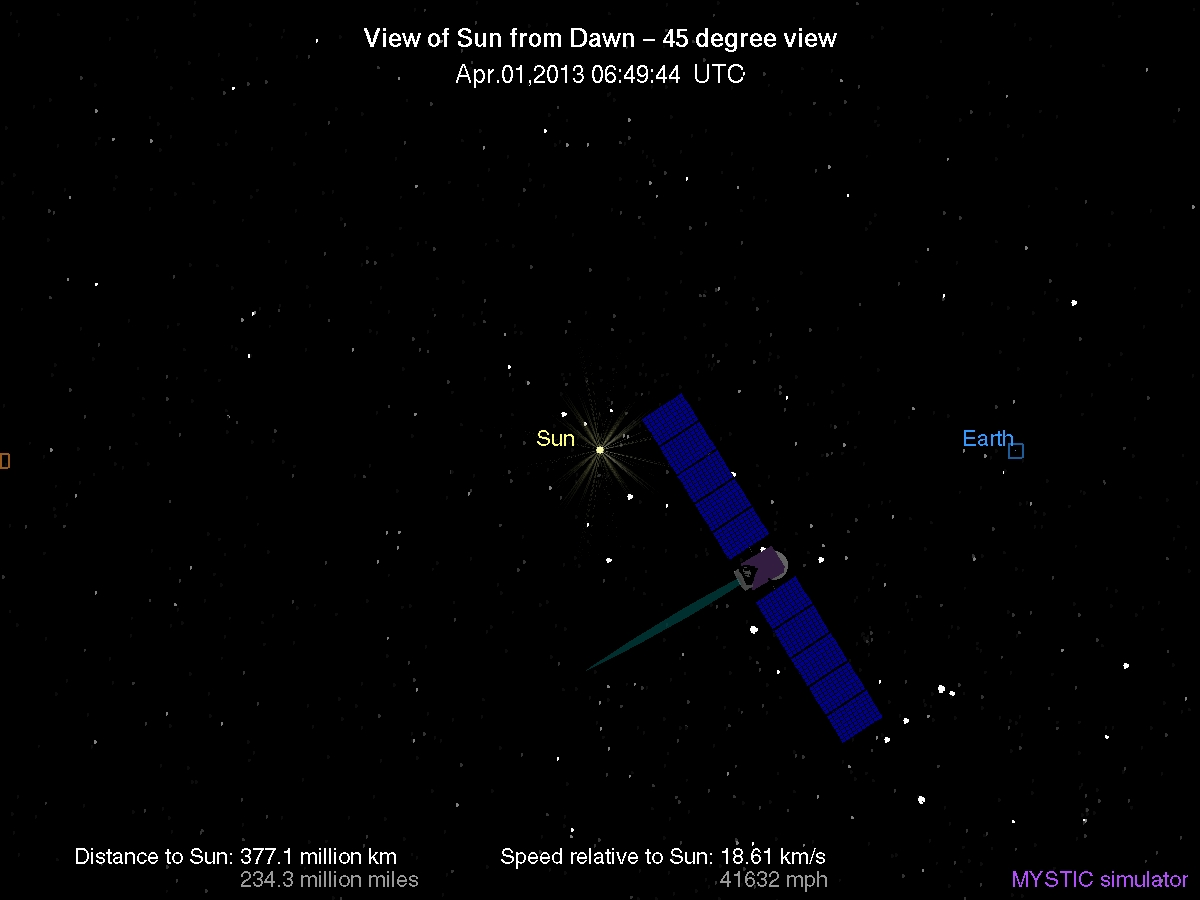 View of Sun from Dawn – 45 degree view
Apr.01,2013 06:49:44 UTC
Sun
Earth
Distance to Sun: 377.1 million km
234.3 million miles
Speed relative to Sun: 18.61 km/s
41632 mph
MYSTIC simulator